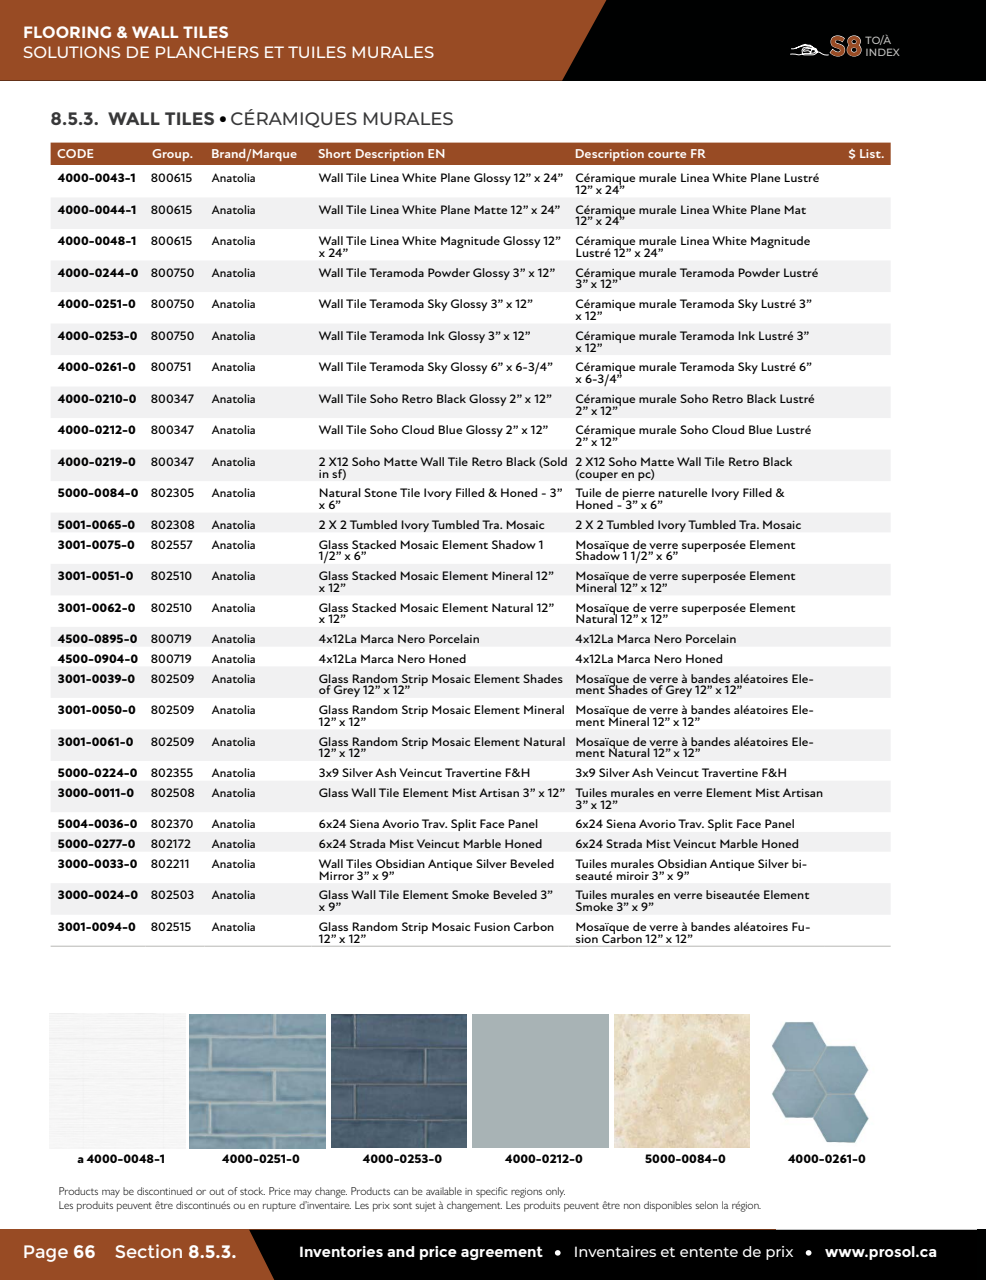 FLOORING & WALL TILES
SOLUTIONS DE PLANCHERS ET TUILES MURALES
S8 TO/À
INDEX
8.5.3. WALL TILES • CÉRAMIQUES MURALES
CODE Group. Brand/Marque Short Description EN Description courte FR $ List.
4000-0043-1 800615 Anatolia Wall Tile Linea White Plane Glossy 12” x 24” Céramique murale Linea White Plane Lustré
12” x 24”
4000-0044-1 800615 Anatolia Wall Tile Linea White Plane Matte 12” x 24” Céramique murale Linea White Plane Mat
12” x 24”
4000-0048-1 800615 Anatolia Wall Tile Linea White Magnitude Glossy 12” Céramique murale Linea White Magnitude
x 24” Lustré 12” x 24”
4000-0244-0 800750 Anatolia Wall Tile Teramoda Powder Glossy 3” x 12” Céramique murale Teramoda Powder Lustré
3” x 12”
4000-0251-0 800750 Anatolia Wall Tile Teramoda Sky Glossy 3” x 12” Céramique murale Teramoda Sky Lustré 3”
x 12”
4000-0253-0 800750 Anatolia Wall Tile Teramoda Ink Glossy 3” x 12” Céramique murale Teramoda Ink Lustré 3”
x 12”
4000-0261-0 800751 Anatolia Wall Tile Teramoda Sky Glossy 6” x 6-3/4” Céramique murale Teramoda Sky Lustré 6”
x 6-3/4”
4000-0210-0 800347 Anatolia Wall Tile Soho Retro Black Glossy 2” x 12” Céramique murale Soho Retro Black Lustré
2” x 12”
4000-0212-0 800347 Anatolia Wall Tile Soho Cloud Blue Glossy 2” x 12” Céramique murale Soho Cloud Blue Lustré
2” x 12”
4000-0219-0 800347 Anatolia 2 X12 Soho Matte Wall Tile Retro Black (Sold 2 X12 Soho Matte Wall Tile Retro Black
in sf) (couper en pc)
5000-0084-0 802305 Anatolia Natural Stone Tile Ivory Filled & Honed - 3” Tuile de pierre naturelle Ivory Filled &
x 6” Honed - 3” x 6”
5001-0065-0 802308 Anatolia 2 X 2 Tumbled Ivory Tumbled Tra. Mosaic 2 X 2 Tumbled Ivory Tumbled Tra. Mosaic
3001-0075-0 802557 Anatolia Glass Stacked Mosaic Element Shadow 1 Mosaïque de verre superposée Element
1/2” x 6” Shadow 1 1/2” x 6”
3001-0051-0 802510 Anatolia Glass Stacked Mosaic Element Mineral 12” Mosaïque de verre superposée Element
x 12” Mineral 12” x 12”
3001-0062-0 802510 Anatolia Glass Stacked Mosaic Element Natural 12” Mosaïque de verre superposée Element
x 12” Natural 12” x 12”
4500-0895-0 800719 Anatolia 4x12La Marca Nero Porcelain 4x12La Marca Nero Porcelain
4500-0904-0 800719 Anatolia 4x12La Marca Nero Honed 4x12La Marca Nero Honed
3001-0039-0 802509 Anatolia Glass Random Strip Mosaic Element Shades Mosaïque de verre à bandes aléatoires Ele-
of Grey 12” x 12” ment Shades of Grey 12” x 12”
3001-0050-0 802509 Anatolia Glass Random Strip Mosaic Element Mineral Mosaïque de verre à bandes aléatoires Ele-
12” x 12” ment Mineral 12” x 12”
3001-0061-0 802509 Anatolia Glass Random Strip Mosaic Element Natural Mosaïque de verre à bandes aléatoires Ele-
12” x 12” ment Natural 12” x 12”
5000-0224-0 802355 Anatolia 3x9 Silver Ash Veincut Travertine F&H 3x9 Silver Ash Veincut Travertine F&H
3000-0011-0 802508 Anatolia Glass Wall Tile Element Mist Artisan 3” x 12” Tuiles murales en verre Element Mist Artisan
3” x 12”
5004-0036-0 802370 Anatolia 6x24 Siena Avorio Trav. Split Face Panel 6x24 Siena Avorio Trav. Split Face Panel
5000-0277-0 802172 Anatolia 6x24 Strada Mist Veincut Marble Honed 6x24 Strada Mist Veincut Marble Honed
3000-0033-0 802211 Anatolia Wall Tiles Obsidian Antique Silver Beveled Tuiles murales Obsidian Antique Silver bi-
Mirror 3” x 9” seauté miroir 3” x 9”
3000-0024-0 802503 Anatolia Glass Wall Tile Element Smoke Beveled 3” Tuiles murales en verre biseautée Element
x 9” Smoke 3” x 9”
3001-0094-0 802515 Anatolia Glass Random Strip Mosaic Fusion Carbon Mosaïque de verre à bandes aléatoires Fu-
12” x 12” sion Carbon 12” x 12”
a 4000-0048-1 4000-0251-0 4000-0253-0 4000-0212-0 5000-0084-0 4000-0261-0
Products may be discontinued or out of stock. Price may change. Products can be available in specific regions only.
Les produits peuvent être discontinués ou en rupture d’inventaire. Les prix sont sujet à changement. Les produits peuvent être non disponibles selon la région.
Page 66 Section 8.5.3. Inventories and price agreement • Inventaires et entente de prix • www.prosol.ca